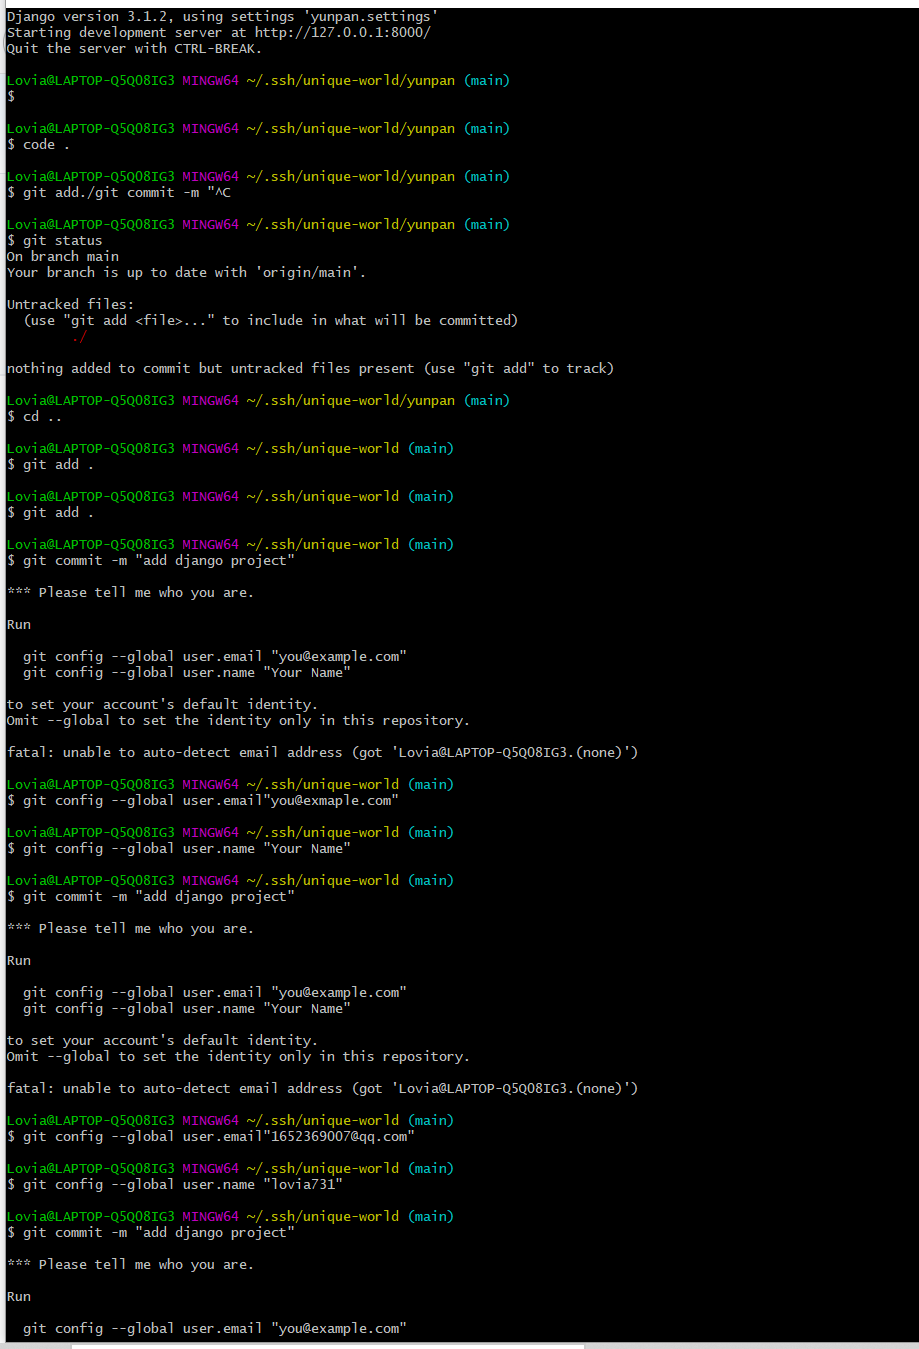 Django version 3.1.2, using settings 'yunpan.settings'
Starting development server at http://127.0.0.1:8000/
Quit the server with CTRL-BREAK.
Lovia@LAPTOP-Q5QO8IG3 MINGW64 ~/.ssh/unique-world/yunpan (main)
$
Lovia@LAPTOP-Q5QO8IG3 MINGW64 ~/.ssh/unique-world/yunpan (main)
$ code .
Lovia@LAPTOP-Q5QO8IG3 MINGW64 ~/.ssh/unique-world/yunpan (main)
$ git add./git commit -m "^C
Lovia@LAPTOP-Q5QO8IG3 MINGW64 ~/.ssh/unique-world/yunpan (main)
$ git status
On branch main
Your branch is up to date with 'origin/main'.
Untracked files:
  (use "git add <file>..." to include in what will be committed)
        ./
nothing added to commit but untracked files present (use "git add" to track)
Lovia@LAPTOP-Q5QO8IG3 MINGW64 ~/.ssh/unique-world/yunpan (main)
$ cd ..
Lovia@LAPTOP-Q5QO8IG3 MINGW64 ~/.ssh/unique-world (main)
$ git add .
Lovia@LAPTOP-Q5QO8IG3 MINGW64 ~/.ssh/unique-world (main)
$ git add .
Lovia@LAPTOP-Q5QO8IG3 MINGW64 ~/.ssh/unique-world (main)
$ git commit -m "add django project"
*** Please tell me who you are.
Run
  git config --global user.email "you@example.com"
  git config --global user.name "Your Name"
to set your account's default identity.
Omit --global to set the identity only in this repository.
fatal: unable to auto-detect email address (got 'Lovia@LAPTOP-Q5QO8IG3.(none)')
Lovia@LAPTOP-Q5QO8IG3 MINGW64 ~/.ssh/unique-world (main)
$ git config --global user.email"you@exmaple.com"
Lovia@LAPTOP-Q5QO8IG3 MINGW64 ~/.ssh/unique-world (main)
$ git config --global user.name "Your Name"
Lovia@LAPTOP-Q5QO8IG3 MINGW64 ~/.ssh/unique-world (main)
$ git commit -m "add django project"
*** Please tell me who you are.
Run
  git config --global user.email "you@example.com"
  git config --global user.name "Your Name"
to set your account's default identity.
Omit --global to set the identity only in this repository.
fatal: unable to auto-detect email address (got 'Lovia@LAPTOP-Q5QO8IG3.(none)')
Lovia@LAPTOP-Q5QO8IG3 MINGW64 ~/.ssh/unique-world (main)
$ git config --global user.email"1652369007@qq.com"
Lovia@LAPTOP-Q5QO8IG3 MINGW64 ~/.ssh/unique-world (main)
$ git config --global user.name "lovia731"
Lovia@LAPTOP-Q5QO8IG3 MINGW64 ~/.ssh/unique-world (main)
$ git commit -m "add django project"
*** Please tell me who you are.
Run
  git config --global user.email "you@example.com"